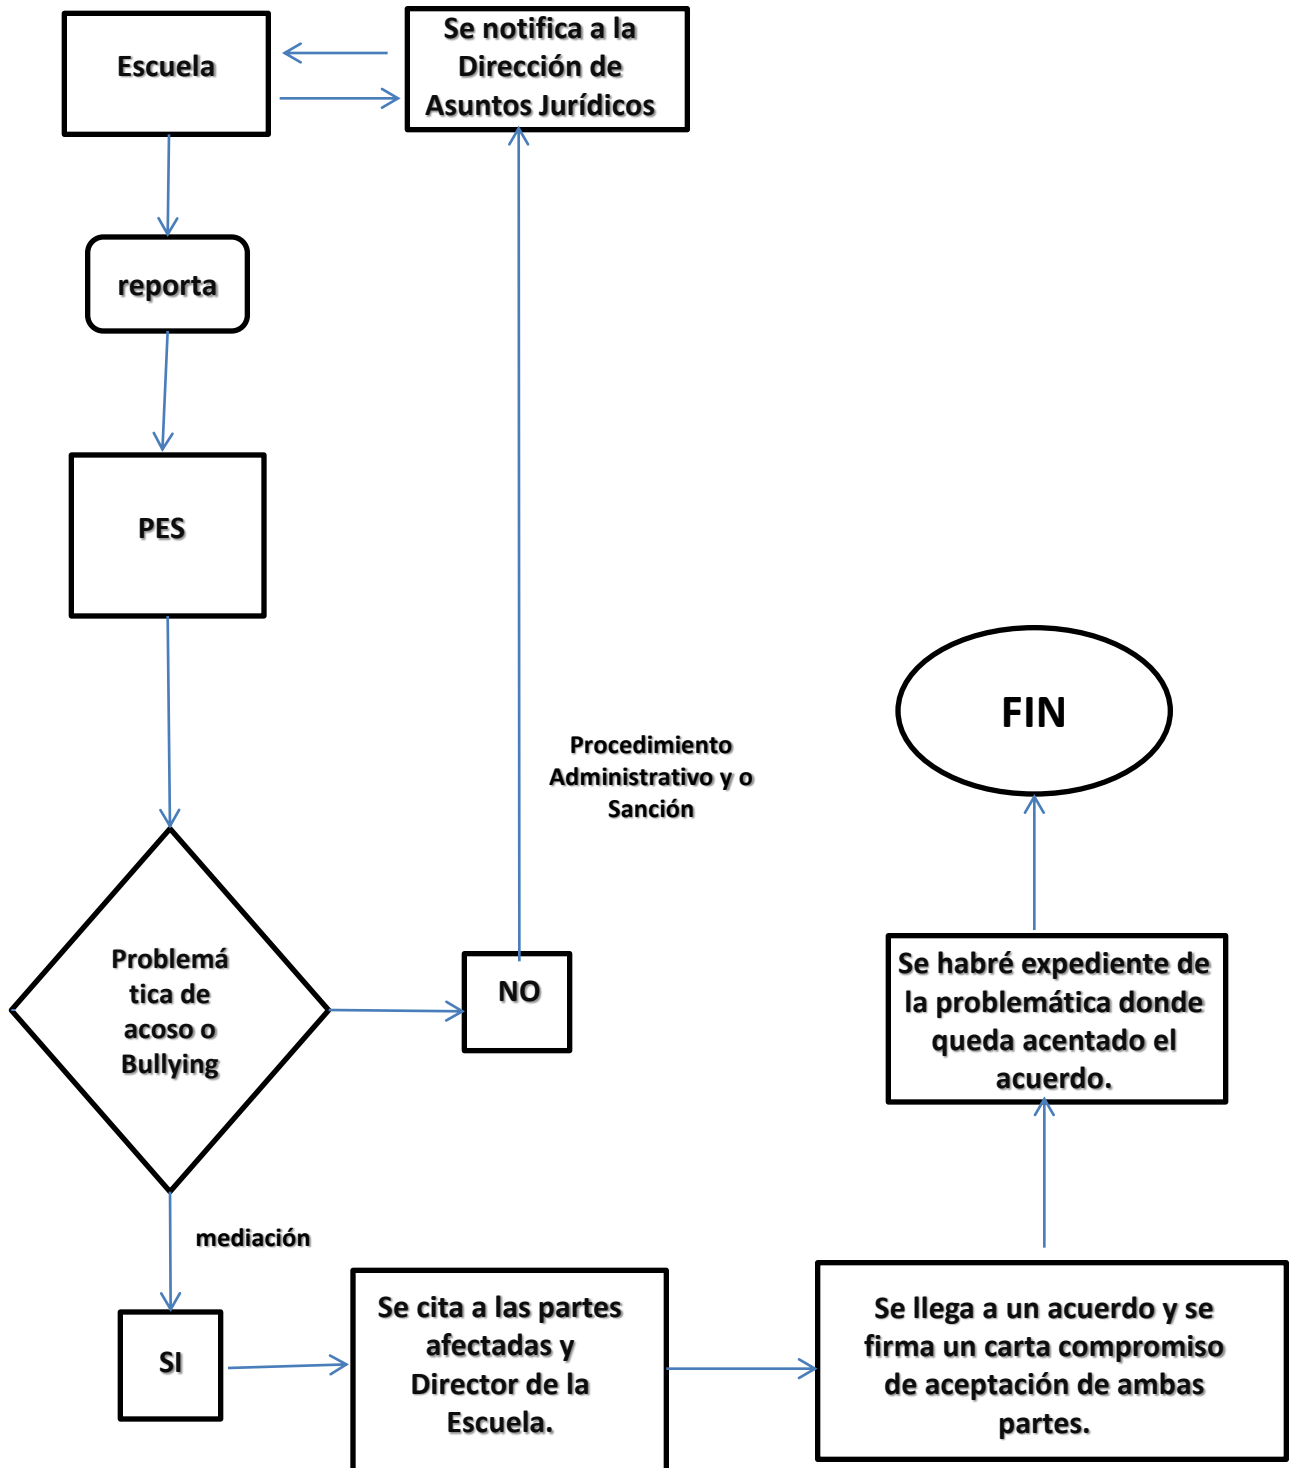 Escuela
Se notifica a la
Dirección de
Asuntos Jurídicos
reporta
PES
Procedimiento
Administrativo y o
Sanción
FIN
Problemá
tica de
acoso o
Bullying
NO
Se habré expediente de
la problemática donde
queda acentado el
acuerdo.
mediación
SI
Se cita a las partes
afectadas y
Director de la
Escuela.
Se llega a un acuerdo y se
firma un carta compromiso
de aceptación de ambas
partes.